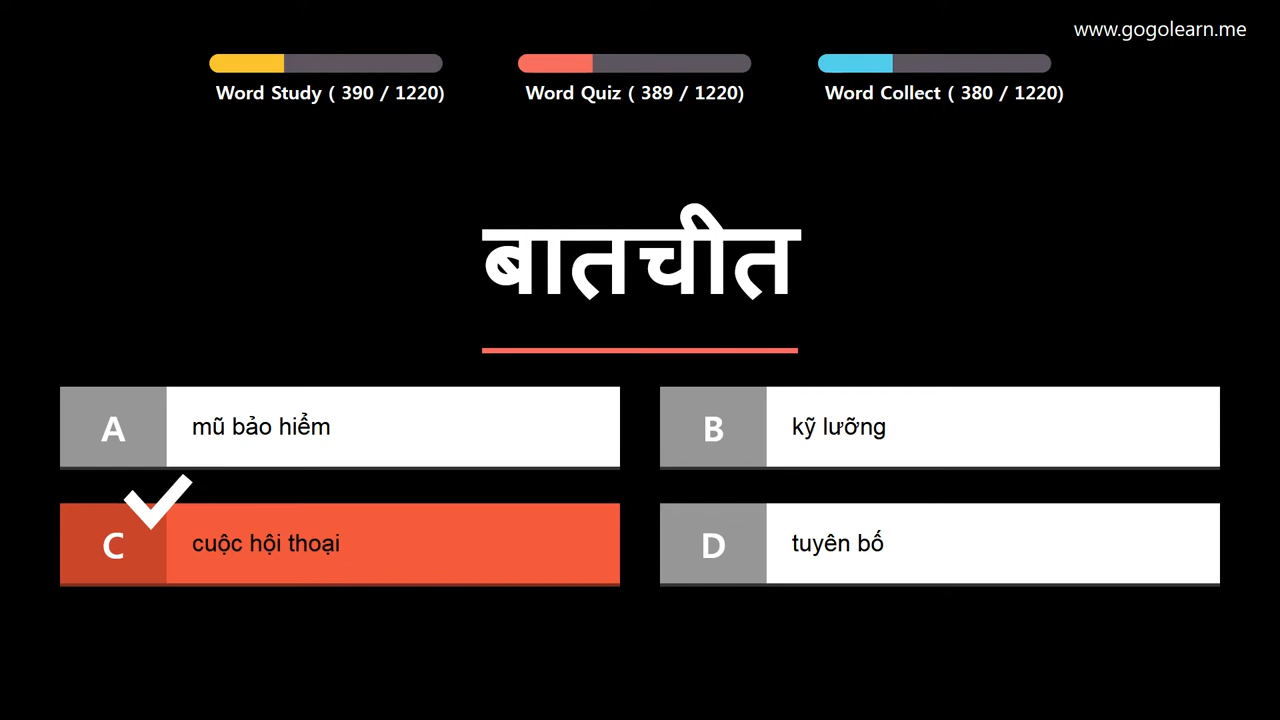 www.gogolearn.me
Word Study ( 390 / 1220)
Word Quiz ( 389 / 1220)
Word Collect ( 380 / 1220)
बातचीत
A
mũ bảo hiểm
B
kỹ lưỡng
C
cuộc hội thoại
D
tuyên bố